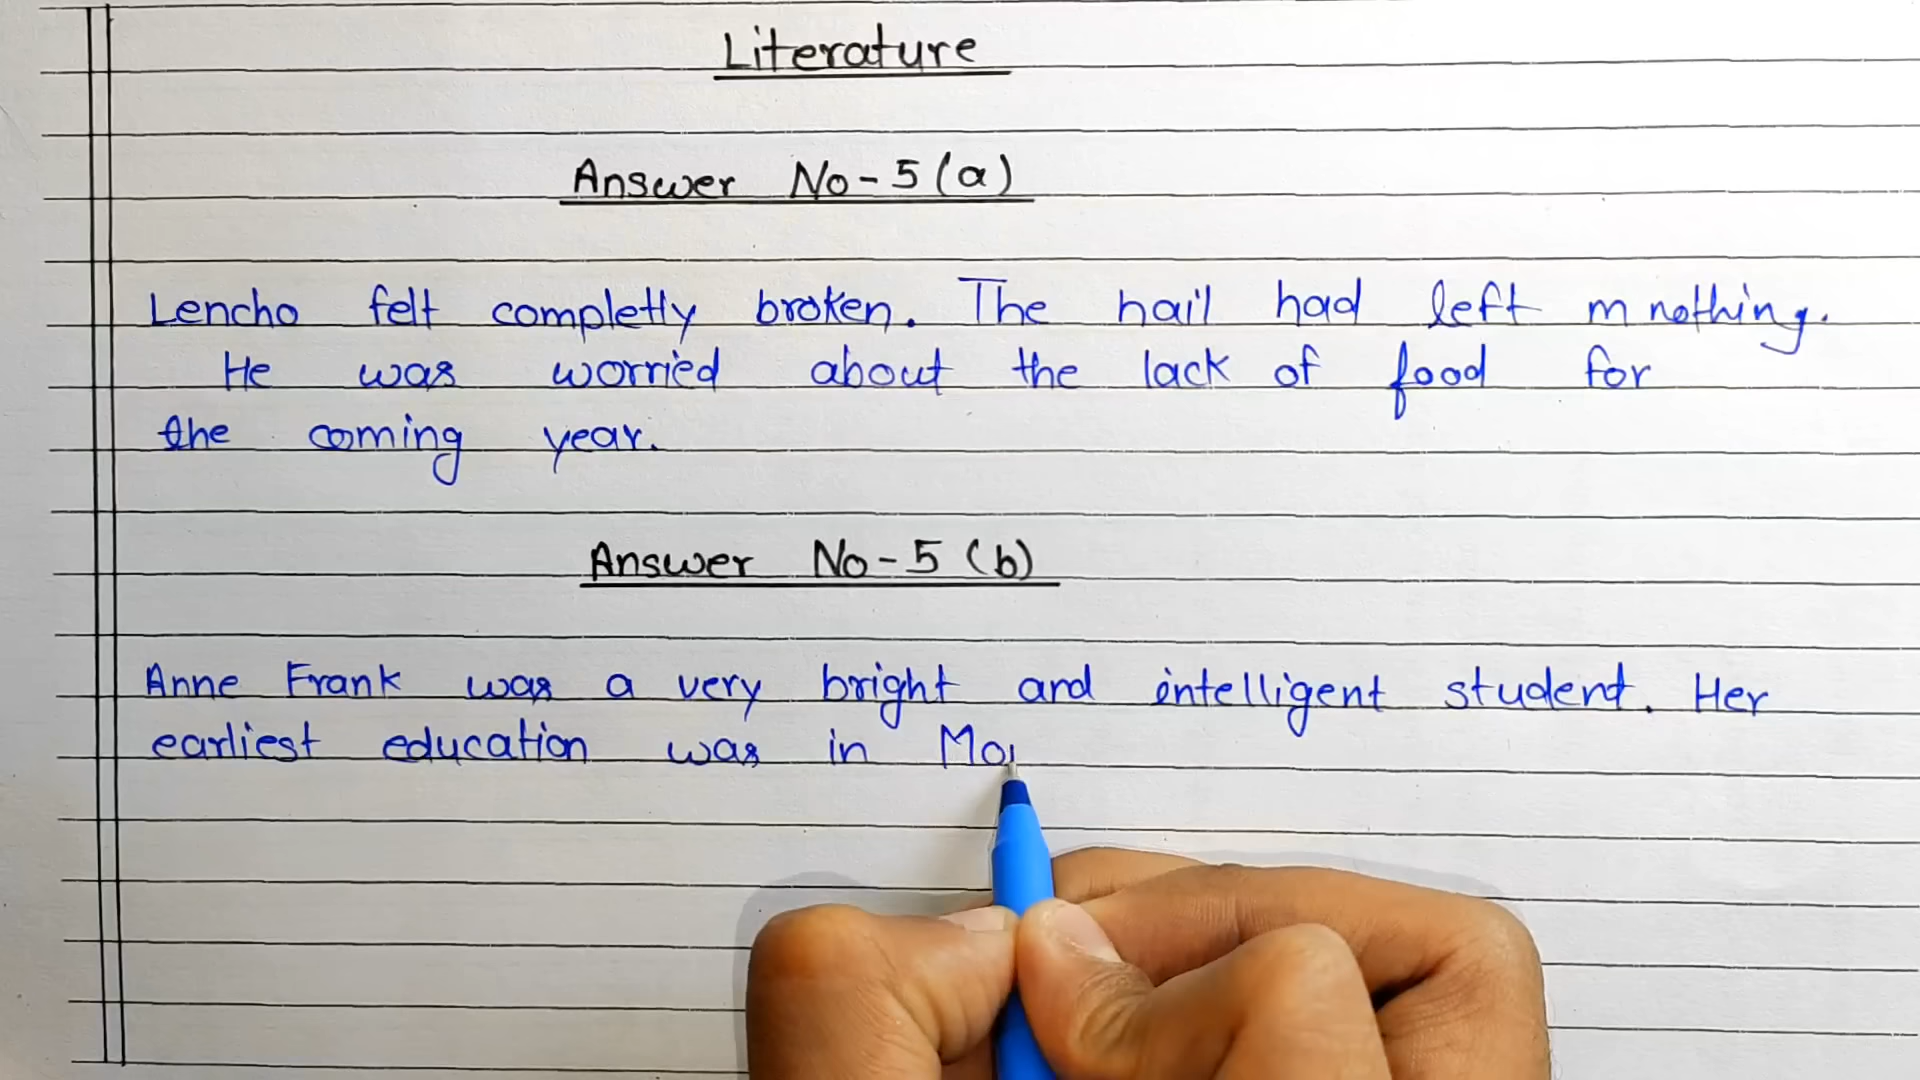 Literature
Answer No-5(a)
Lencho felt completly broken. The hail had left m nothing.
He was worried about the lack of food for
the coming year.
Answer No-5(b)
Anne Frank was a very bright and intelligent student. Her
earliest education was in